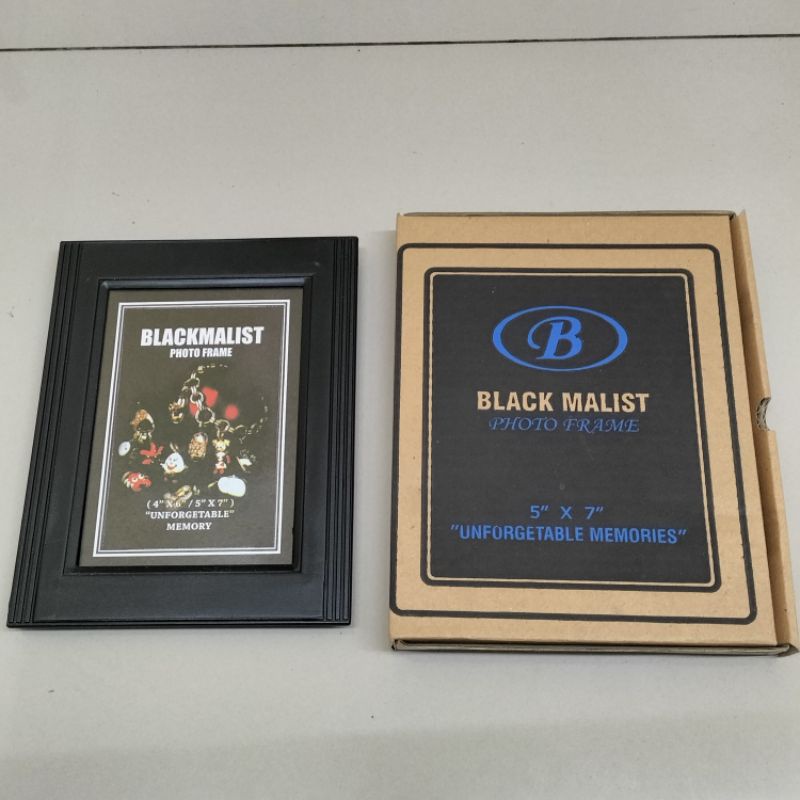 BLACKMALIST
PHOTO FRAME
( 4" X 6" / 5" X 7" )
"UNFORGETABLE"
MEMORY
B
BLACK MALIST
PHOTO FRAME
5" X 7"
"UNFORGETABLE MEMORIES"